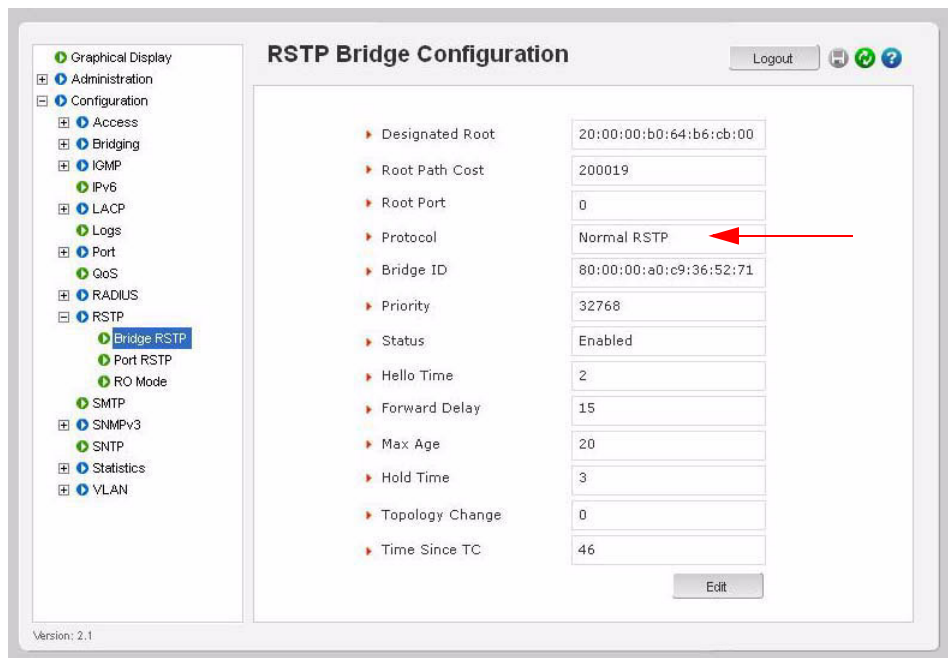 Graphical Display
Administration
Configuration
Access
Bridging
IGMP
IPv6
LACP
Logs
Port
QoS
RADIUS
RSTP
Bridge RSTP
Port RSTP
RO Mode
SMTP
SNMPv3
SNTP
Statistics
VLAN
Version: 2.1
RSTP Bridge Configuration
Logout
?
Designated Root 20:00:00:b0:64:b6:cb:00
Root Path Cost 200019
Root Port 0
Protocol Normal RSTP
Bridge ID 80:00:00:a0:c9:36:52:71
Priority 32768
Status Enabled
Hello Time 2
Forward Delay 15
Max Age 20
Hold Time 3
Topology Change 0
Time Since TC 46
Edit